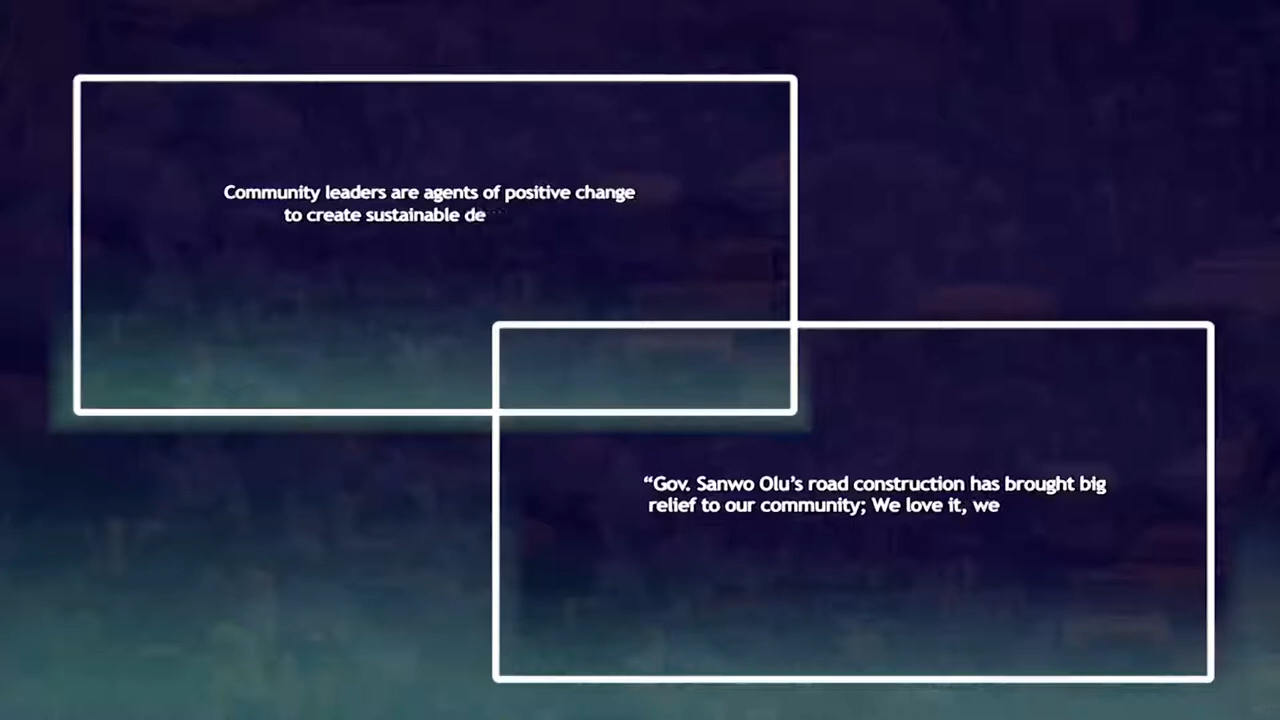 Community leaders are agents of positive change
to create sustainable de
“Gov. Sanwo Olu’s road construction has brought big
relief to our community; We love it, we